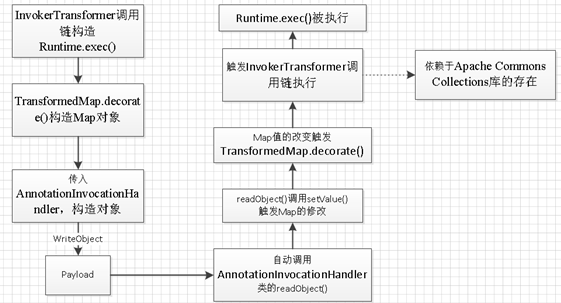 InvokerTransformer调用
链构造
Runtime.exec()
TransformedMap.decorat
e()构造Map对象
传入
AnnotationInvocationHa
ndler，构造对象
WriteObject
Payload
Runtime.exec()被执行
触发InvokerTransformer调
用链执行
依赖于Apache Commons
Collections库的存在
Map值的改变触发
TransformedMap.decorate()
readObject()调用setValue()
触发Map的修改
自动调用
AnnotationInvocationHandler
类的readObject()